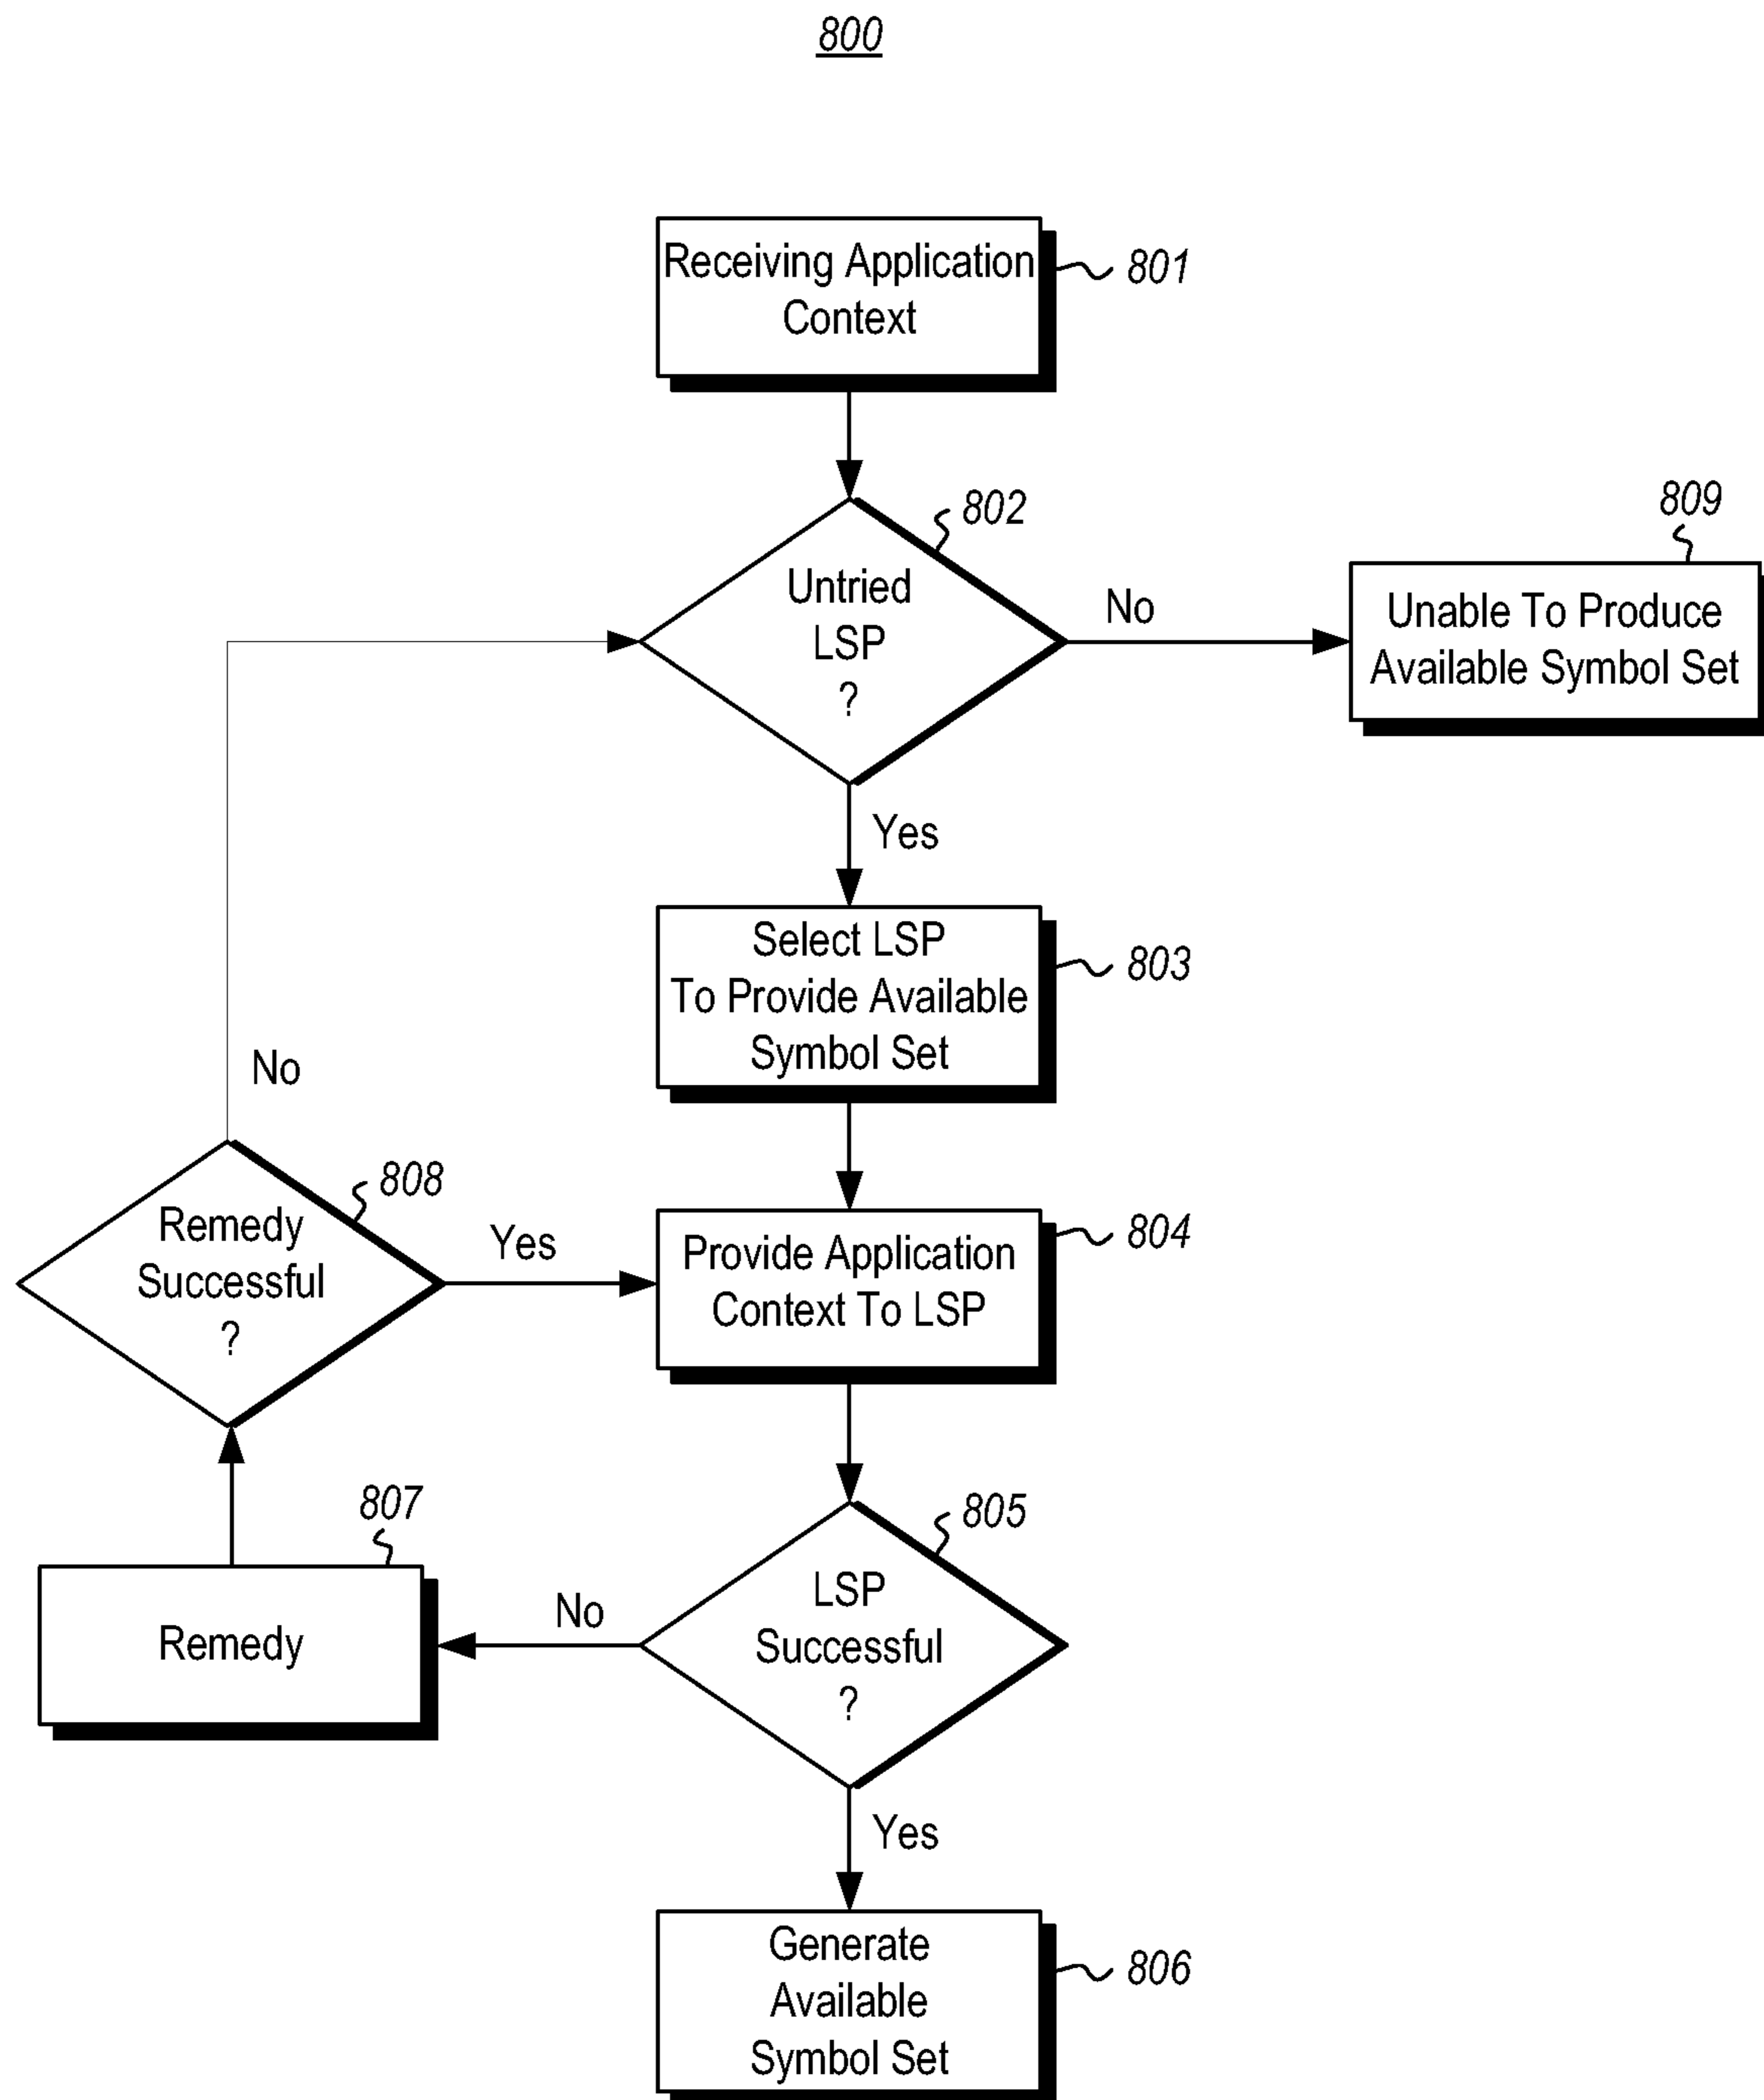 800
Receiving Application
Context
801
802
Untried
LSP
?
No
809
Unable To Produce
Available Symbol Set
Yes
Select LSP
To Provide Available
Symbol Set
803
No
808
Remedy
Successful
?
Yes
Provide Application
Context To LSP
804
807
Remedy
No
805
LSP
Successful
?
Yes
Generate
Available
Symbol Set
806